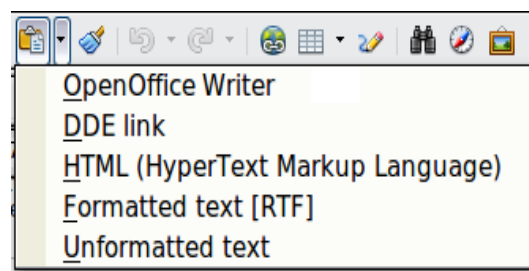 OpenOffice Writer
DDE link
HTML (HyperText Markup Language)
Formatted text [RTF]
Unformatted text